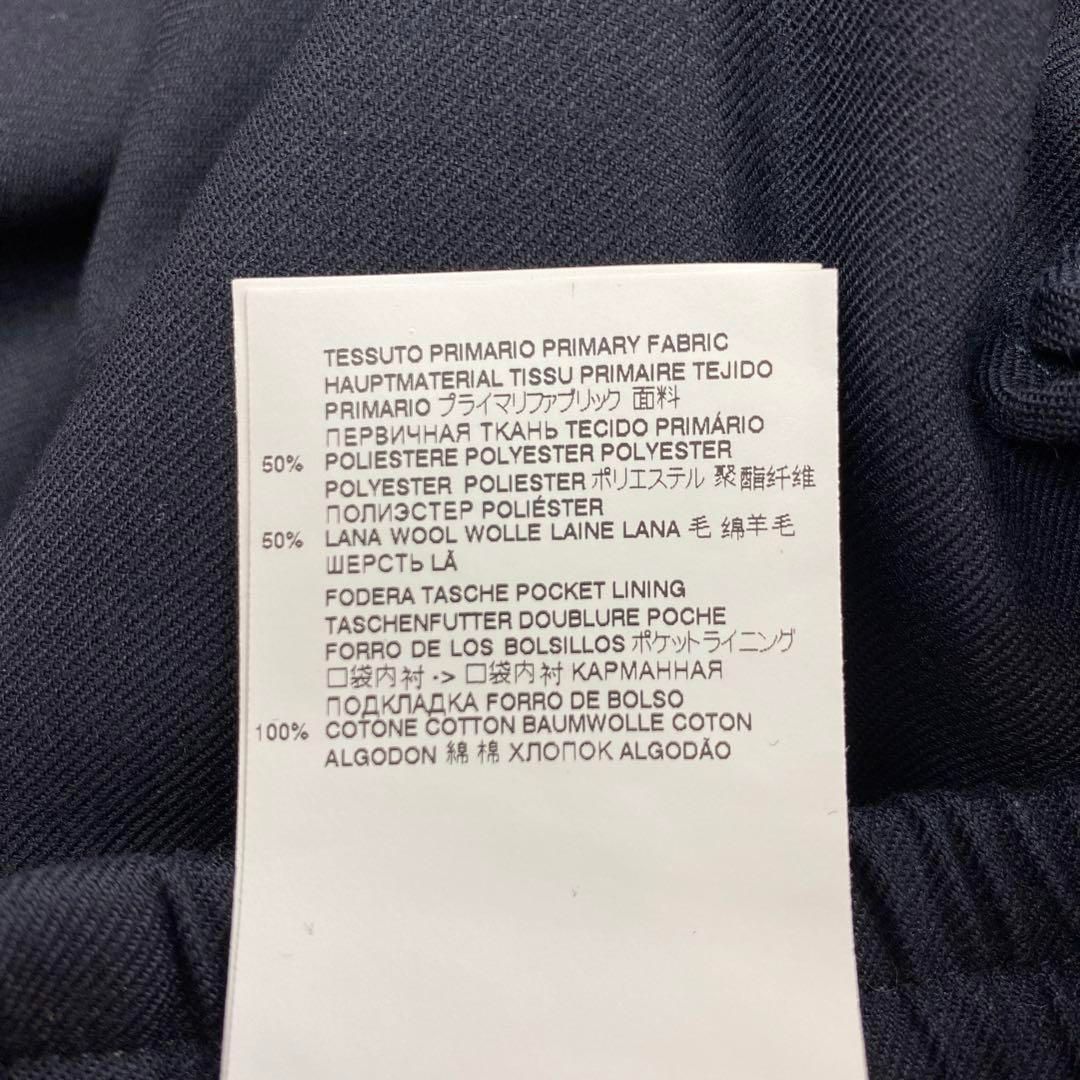 TESSUTO PRIMARIO PRIMARY FABRIC
HAUPTMATERIAL TISSU PRIMAIRE TEJIDO
PRIMARIO プライマリファブリック 面料
ПЕРВИЧНАЯ ТКАНЬ TECIDO PRIMÁRIO
50% POLIESTERE POLYESTER POLYESTER
POLYESTER POLIESTER ポリエステル 聚酯纤维
ПОЛИЭСТЕР POLIÉSTER
50% LANA WOOL WOLLE LAINE LANA 毛 绵羊毛
ШЕРСТЬ LÃ
FODERA TASCHE POCKET LINING
TASCHENFUTTER DOUBLURE POCHE
FORRO DE LOS BOLSILLOS ポケットライニング
口袋内衬 -> 口袋内衬 КАРМАННАЯ
ПОДКЛАДКА FORRO DE BOLSO
100% COTONE COTTON BAUMWOLLE COTON
ALGODON 綿 棉 ХЛОПОК ALGODÃO